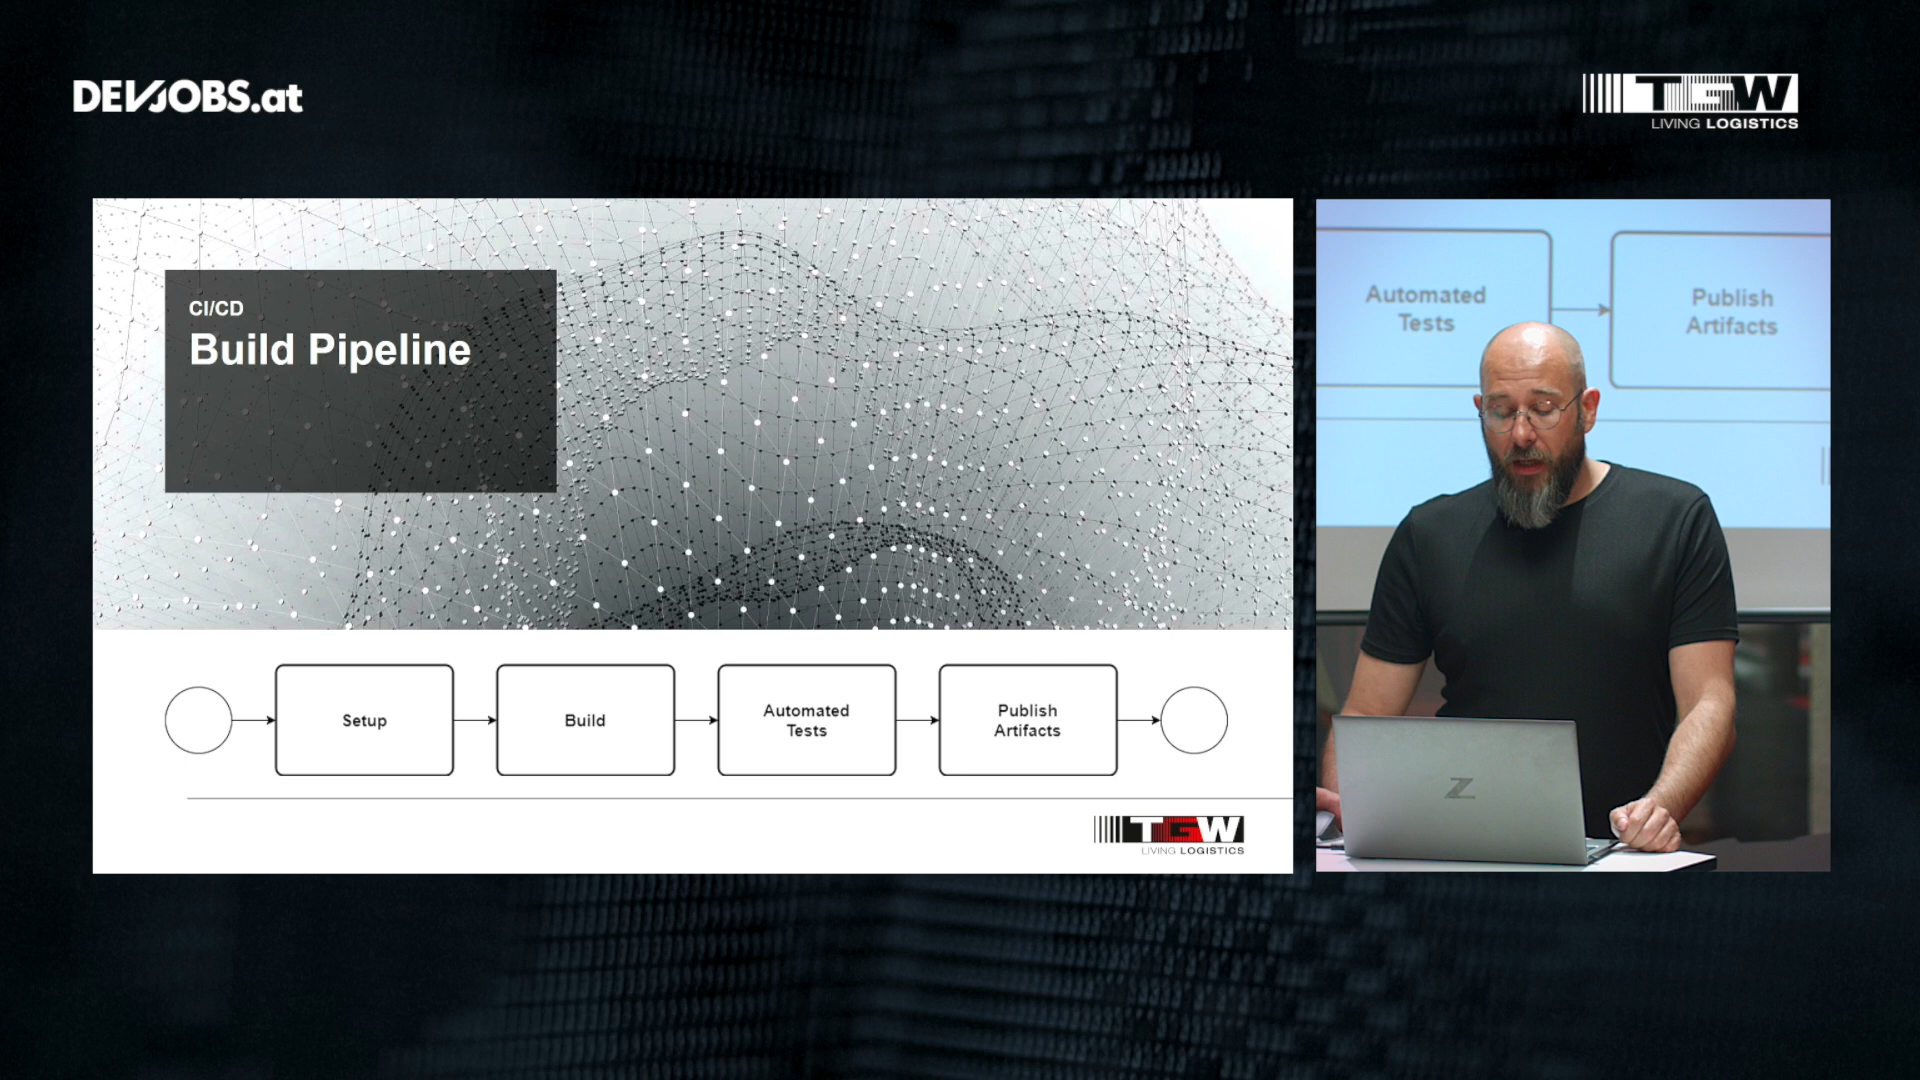 DEVJOBS.at
TGW
LIVING LOGISTICS
CI/CD
Build Pipeline
Setup
Build
Automated
Tests
Publish
Artifacts
TGW
LIVING LOGISTICS
Automated
Tests
Publish
Artifacts
Z